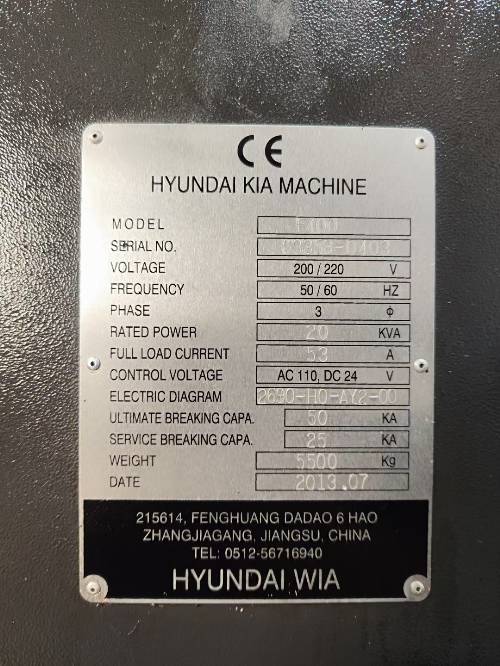 CE
HYUNDAI KIA MACHINE
MODEL
SERIAL NO.
VOLTAGE 200 / 220 V
FREQUENCY 50 / 60 HZ
PHASE 3 Φ
RATED POWER 20 KVA
FULL LOAD CURRENT 53 A
CONTROL VOLTAGE AC 110, DC 24 V
ELECTRIC DIAGRAM
ULTIMATE BREAKING CAPA. 50 KA
SERVICE BREAKING CAPA. 25 KA
WEIGHT 5500 Kg
DATE 2013.07
215614, FENGHUANG DADAO 6 HAO
ZHANGJIAGANG, JIANGSU, CHINA
TEL: 0512-56716940
HYUNDAI WIA